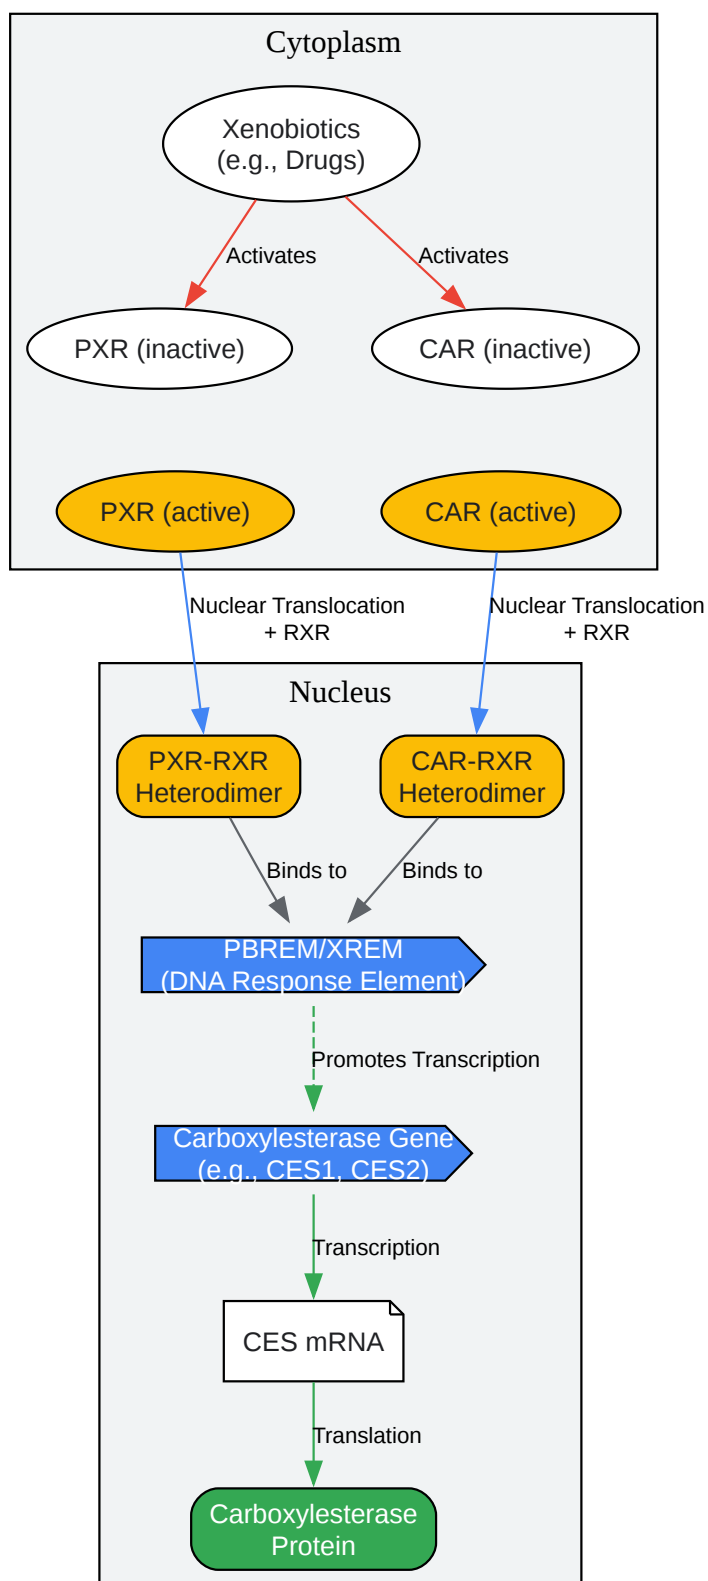 Cytoplasm
Xenobiotics
(e.g., Drugs)
Activates
Activates
PXR (inactive)
CAR (inactive)
PXR (active)
CAR (active)
Nuclear Translocation
+ RXR
Nuclear Translocation
+ RXR
Nucleus
PXR-RXR
Heterodimer
CAR-RXR
Heterodimer
Binds to
Binds to
PBREM/XREM
(DNA Response Element)
Promotes Transcription
Carboxylesterase Gene
(e.g., CES1, CES2)
Transcription
CES mRNA
Translation
Carboxylesterase
Protein